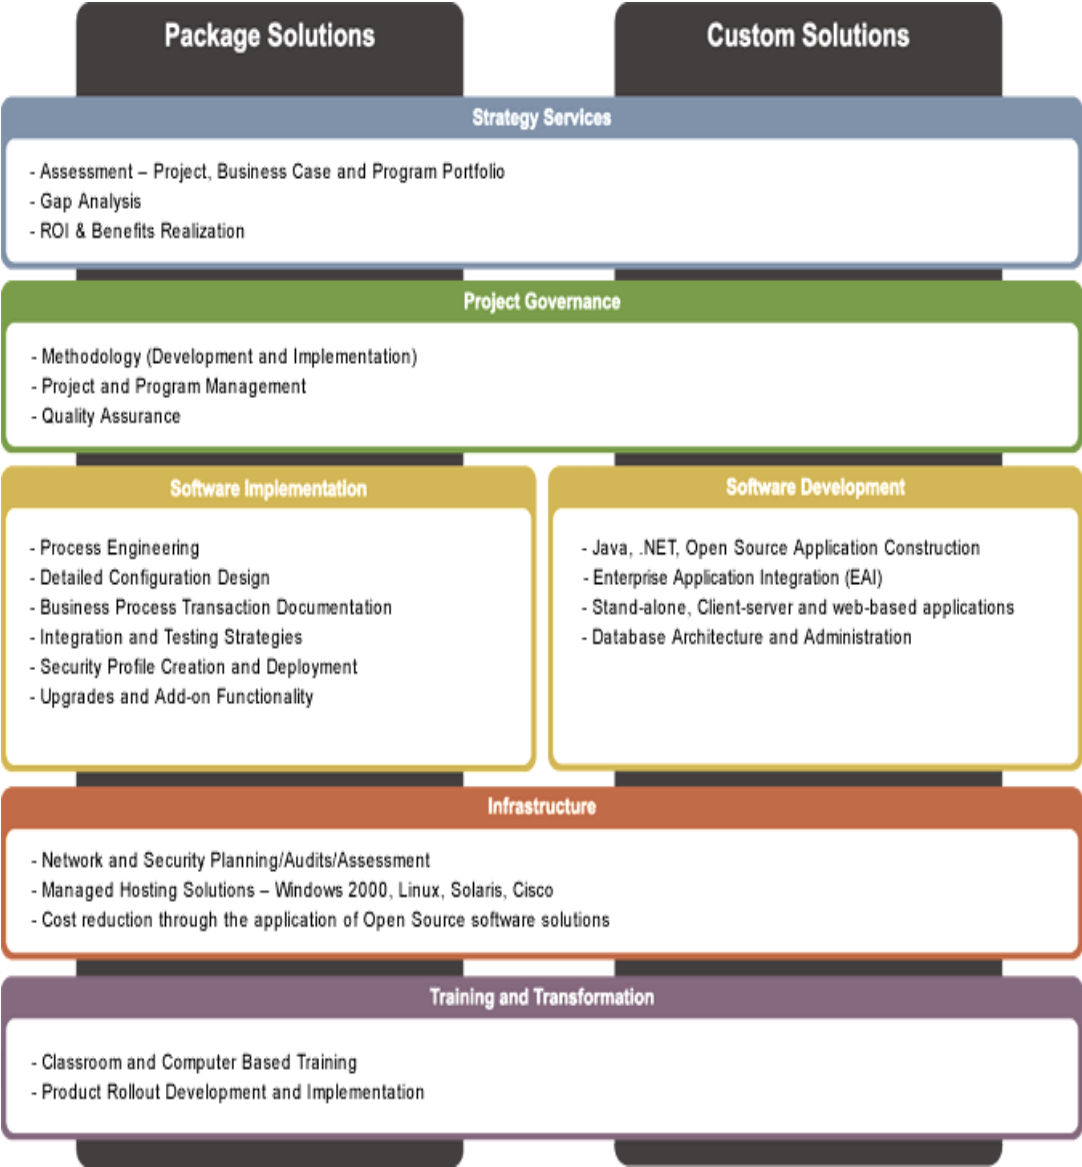 Package Solutions
Custom Solutions
Strategy Services
- Assessment – Project, Business Case and Program Portfolio
- Gap Analysis
- ROI & Benefits Realization
Project Governance
- Methodology (Development and Implementation)
- Project and Program Management
- Quality Assurance
Software Implementation
- Process Engineering
- Detailed Configuration Design
- Business Process Transaction Documentation
- Integration and Testing Strategies
- Security Profile Creation and Deployment
- Upgrades and Add-on Functionality
Software Development
- Java, .NET, Open Source Application Construction
- Enterprise Application Integration (EAI)
- Stand-alone, Client-server and web-based applications
- Database Architecture and Administration
Infrastructure
- Network and Security Planning/Audits/Assessment
- Managed Hosting Solutions – Windows 2000, Linux, Solaris, Cisco
- Cost reduction through the application of Open Source software solutions
Training and Transformation
- Classroom and Computer Based Training
- Product Rollout Development and Implementation